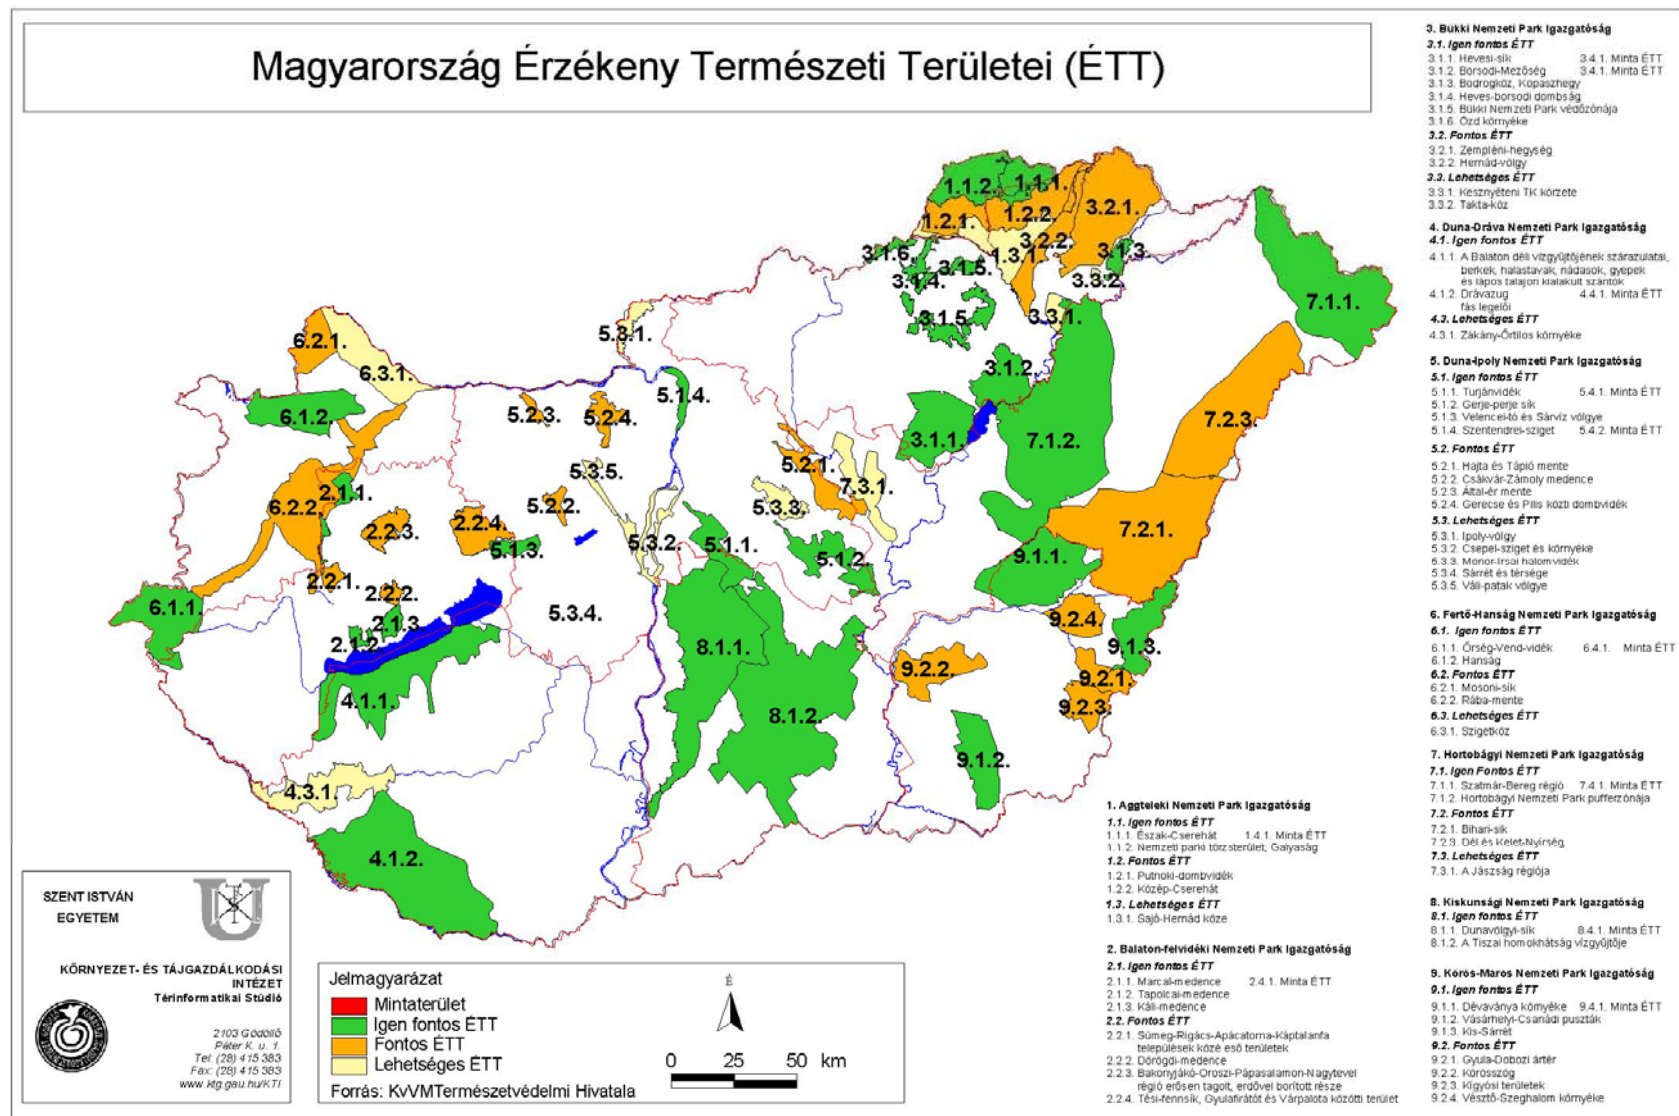 Magyarország Érzékeny Természeti Területei (ÉTT)
1.1.2.
1.1.1.
1.2.1.
1.2.2.
3.2.1.
3.2.2.
1.3.1.
3.1.3.
3.3.2.
3.1.6.
3.1.5.
3.1.4.
3.1.5.
3.3.1.
7.1.1.
5.3.1.
6.2.1.
6.3.1.
3.1.2.
5.1.4.
6.1.2.
5.2.3.
5.2.4.
3.1.1.
7.1.2.
7.2.3.
5.2.1.
5.3.5.
7.3.1.
2.1.1.
6.2.2.
5.2.2.
5.3.3.
2.2.3.
2.2.4.
5.1.3.
5.3.2.
5.1.1.
5.1.2.
9.1.1.
7.2.1.
2.2.1.
2.2.2.
6.1.1.
2.1.3.
2.1.2.
5.3.4.
9.2.4.
9.1.3.
8.1.1.
9.2.2.
9.2.1.
4.1.1.
9.2.3.
8.1.2.
9.1.2.
4.3.1.
4.1.2.
SZENT ISTVÁN
EGYETEM
KÖRNYEZET- ÉS TÁJGAZDÁLKODÁSI
INTÉZET
Térinformatikai Stúdió
2103 Gödöllő
Páter K. u. 1.
Tel: (28) 415 383
Fax: (28) 415 383
www.ktg.gau.hu/KTI
Jelmagyarázat
Mintaterület
Igen fontos ÉTT
Fontos ÉTT
Lehetséges ÉTT
Forrás: KvVMTermészetvédelmi Hivatala
É
0 25 50 km
1. Aggteleki Nemzeti Park Igazgatóság
1.1. Igen fontos ÉTT
1.1.1. Észak-Cserehát 1.4.1. Minta ÉTT
1.1.2. Nemzeti parki törzsterület, Galyaság
1.2. Fontos ÉTT
1.2.1. Putnoki-dombvidék
1.2.2. Közép-Cserehát
1.3. Lehetséges ÉTT
1.3.1. Sajó-Hernád köze
2. Balaton-felvidéki Nemzeti Park Igazgatóság
2.1. Igen fontos ÉTT
2.1.1. Marcal-medence 2.4.1. Minta ÉTT
2.1.2. Tapolcai-medence
2.1.3. Káli-medence
2.2. Fontos ÉTT
2.2.1. Sümeg-Rigács-Apácatorna-Káptalanfa
települések közé eső területek
2.2.2. Dörögdi-medence
2.2.3. Bakonyjákó-Oroszi-Pápasalamon-Nagytevel
régió erősen tagolt, erdővel borított része
2.2.4. Tési-fennsík, Gyulafirátót és Várpalota közötti terület
3. Bükki Nemzeti Park Igazgatóság
3.1. Igen fontos ÉTT
3.1.1. Hevesi-sík 3.4.1. Minta ÉTT
3.1.2. Borsodi-Mezőség 3.4.1. Minta ÉTT
3.1.3. Bodrogköz, Kopaszhegy
3.1.4. Heves-borsodi dombság
3.1.5. Bükki Nemzeti Park védőzónája
3.1.6. Ózd környéke
3.2. Fontos ÉTT
3.2.1. Zempléni-hegység
3.2.2. Hernád-völgy
3.3. Lehetséges ÉTT
3.3.1. Kesznyéteni TK körzete
3.3.2. Takta-köz
4. Duna-Dráva Nemzeti Park Igazgatóság
4.1. Igen fontos ÉTT
4.1.1. A Balaton déli vízgyűjtőjének szárazulatai,
berkek, halastavak, nádasok, gyepek
és lápos talajon kialakult szántók
4.1.2. Drávazug 4.4.1. Minta ÉTT
fás legelői
4.3. Lehetséges ÉTT
4.3.1. Zákány-Őrtilos környéke
5. Duna-Ipoly Nemzeti Park Igazgatóság
5.1. Igen fontos ÉTT
5.1.1. Turjánvidék 5.4.1. Minta ÉTT
5.1.2. Gerje-perje sík
5.1.3. Velencei-tó és Sárvíz völgye
5.1.4. Szentendrei-sziget 5.4.2. Minta ÉTT
5.2. Fontos ÉTT
5.2.1. Hajta és Tápió mente
5.2.2. Csákvár-Zámoly medence
5.2.3. Által-ér mente
5.2.4. Gerecse és Pilis közti dombvidék
5.3. Lehetséges ÉTT
5.3.1. Ipoly-völgy
5.3.2. Csepel-sziget és környéke
5.3.3. Monor-Irsai halomvidék
5.3.4. Sárrét és térsége
5.3.5. Váli-patak völgye
6. Fertő-Hanság Nemzeti Park Igazgatóság
6.1. Igen fontos ÉTT
6.1.1. Őrség-Vend-vidék 6.4.1. Minta ÉTT
6.1.2. Hanság
6.2. Fontos ÉTT
6.2.1. Mosoni-sík
6.2.2. Rába-mente
6.3. Lehetséges ÉTT
6.3.1. Szigetköz
7. Hortobágyi Nemzeti Park Igazgatóság
7.1. Igen Fontos ÉTT
7.1.1. Szatmár-Bereg régió 7.4.1. Minta ÉTT
7.1.2. Hortobágyi Nemzeti Park pufferzónája
7.2. Fontos ÉTT
7.2.1. Bihari-sík
7.2.3. Dél és Kelet-Nyírség
7.3. Lehetséges ÉTT
7.3.1. A Jászság régiója
8. Kiskunsági Nemzeti Park Igazgatóság
8.1. Igen fontos ÉTT
8.1.1. Dunavölgyi-sík 8.4.1. Minta ÉTT
8.1.2. A Tiszai homokhátság vízgyűjtője
9. Körös-Maros Nemzeti Park Igazgatóság
9.1. Igen fontos ÉTT
9.1.1. Dévaványa környéke 9.4.1. Minta ÉTT
9.1.2. Vásárhelyi-Csanádi puszták
9.1.3. Kis-Sárrét
9.2. Fontos ÉTT
9.2.1. Gyula-Dobozi ártér
9.2.2. Körösszög
9.2.3. Kígyósi területek
9.2.4. Vésztő-Szeghalom környéke